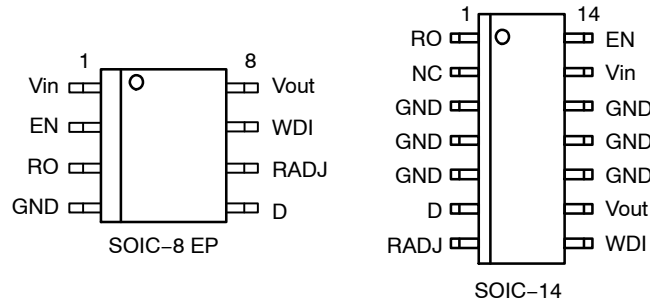 1 8
Vin Vout
EN WDI
RO RADJ
GND D
SOIC−8 EP
1 14
RO EN
NC Vin
GND GND
GND GND
GND GND
D Vout
RADJ WDI
SOIC−14